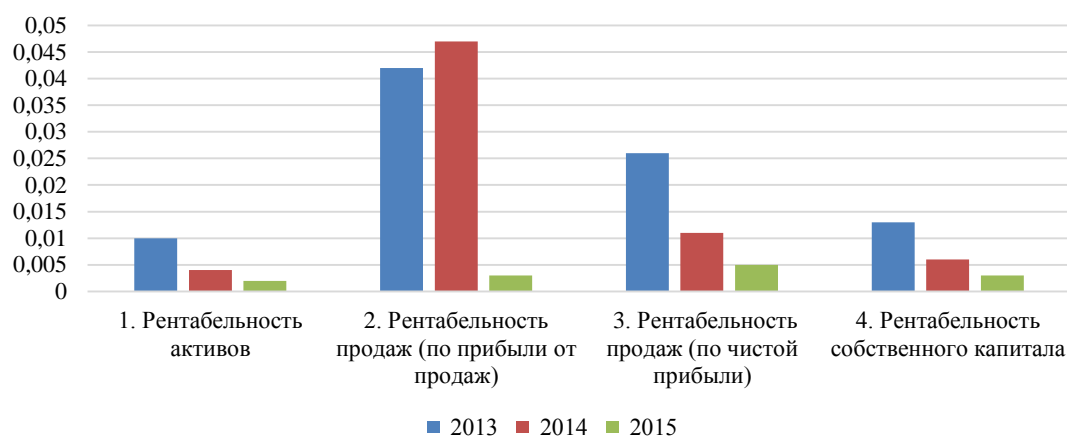 0,05
0,045
0,04
0,035
0,03
0,025
0,02
0,015
0,01
0,005
0
1. Рентабельность
активов
2. Рентабельность
продаж (по прибыли от
продаж)
3. Рентабельность
продаж (по чистой
прибыли)
4. Рентабельность
собственного капитала
2013 2014 2015